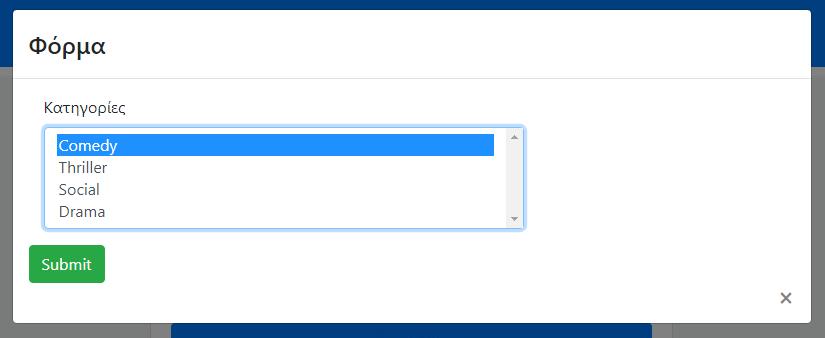 Φόρμα
Κατηγορίες
Comedy
Thriller
Social
Drama
Submit
×